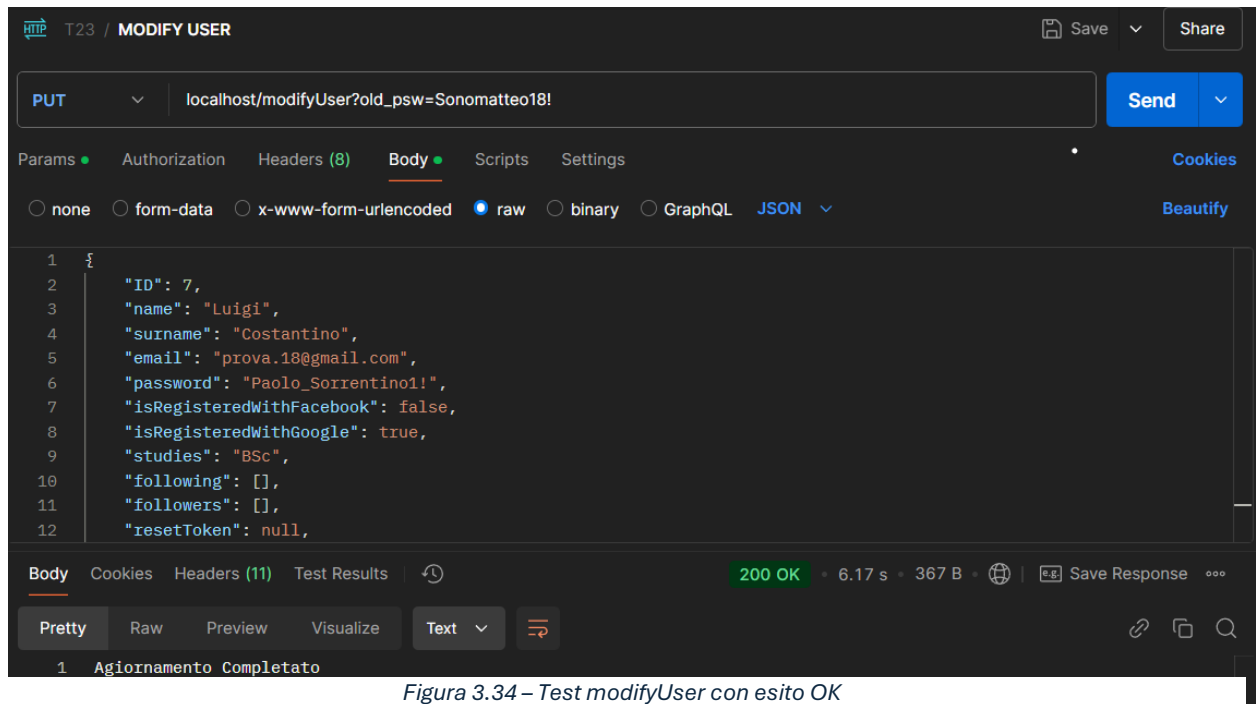 HTTP T23 / MODIFY USER Save Share
PUT localhost/modifyUser?old_psw=Sonomatteo18! Send
Params Authorization Headers (8) Body Scripts Settings Cookies
none form-data x-www-form-urlencoded raw binary GraphQL JSON Beautify
1 {
2 "ID": 7,
3 "name": "Luigi",
4 "surname": "Costantino",
5 "email": "prova.18@gmail.com",
6 "password": "Paolo_Sorrentino1!",
7 "isRegisteredWithFacebook": false,
8 "isRegisteredWithGoogle": true,
9 "studies": "BSc",
10 "following": [],
11 "followers": [],
12 "resetToken": null,
Body Cookies Headers (11) Test Results 200 OK • 6.17 s • 367 B • e.g. Save Response
Pretty Raw Preview Visualize Text
1 Agiornamento Completato
Figura 3.34 – Test modifyUser con esito OK